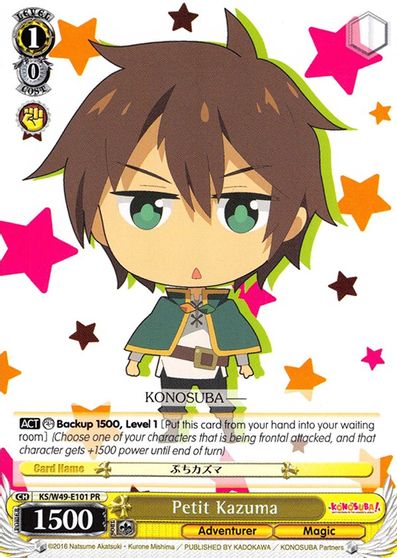 LEVEL
1
0
COST
KONOSUBA
ACT Backup 1500, Level 1 [Put this card from your hand into your waiting
room] (Choose one of your characters that is being frontal attacked, and that
character gets +1500 power until end of turn)
Card Name ぷちカズマ
CH KS/W49-E101 PR
Petit Kazuma
KONOSUBA!
POWER 1500
SOUL
Adventurer Magic
©2016 Natsume Akatsuki・Kurone Mishima / PUBLISHED BY KADOKAWA / KONOSUBA Partners